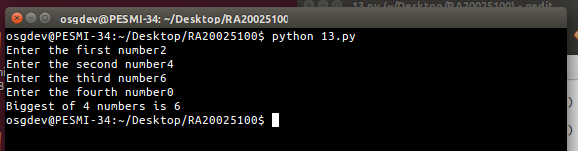 13.py (~/Desktop/RA20025100) - gedit
osgdev@PESMI-34: ~/Desktop/RA20025100
osgdev@PESMI-34:~/Desktop/RA20025100$ python 13.py
Enter the first number2
Enter the second number4
Enter the third number6
Enter the fourth number0
Biggest of 4 numbers is 6
osgdev@PESMI-34:~/Desktop/RA20025100$